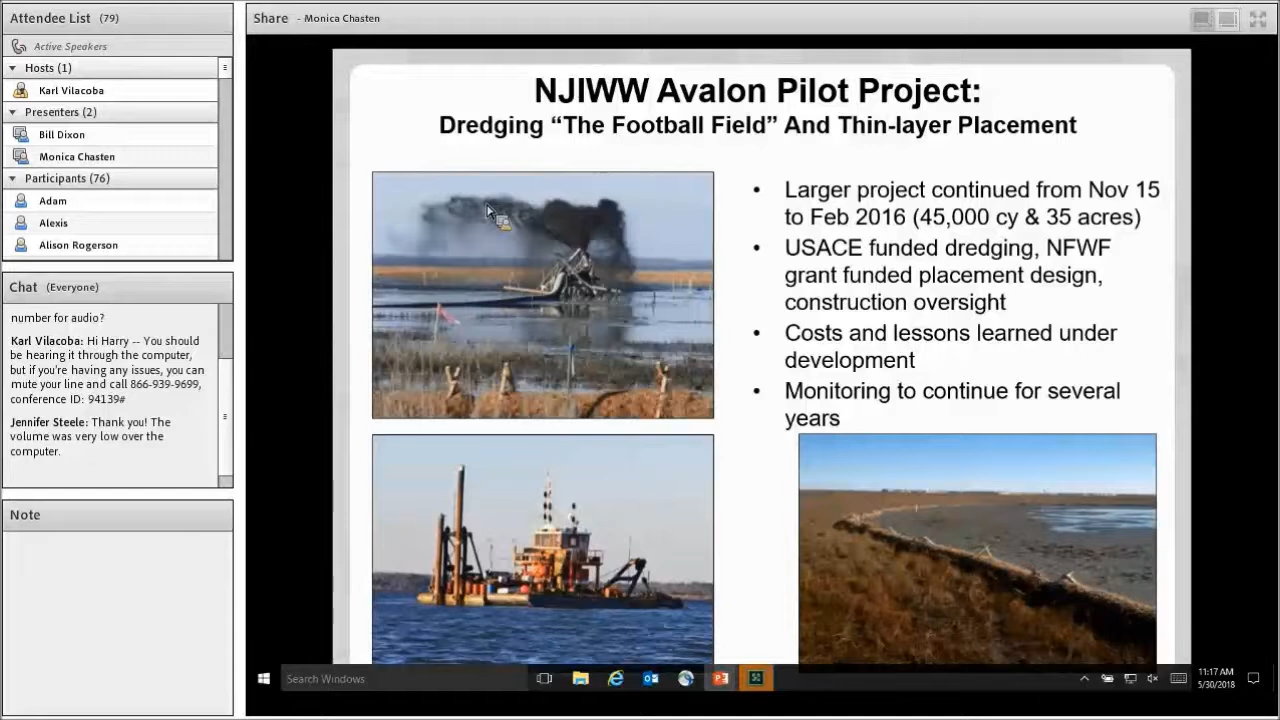 Attendee List (79)
Active Speakers
Hosts (1)
Karl Vilacoba
Presenters (2)
Bill Dixon
Monica Chasten
Participants (76)
Adam
Alexis
Alison Rogerson
Chat (Everyone)
number for audio?
Karl Vilacoba: Hi Harry -- You should
be hearing it through the computer,
but if you're having any issues, you can
mute your line and call 866-939-9699,
conference ID: 94139#
Jennifer Steele: Thank you! The
volume was very low over the
computer.
Note
Share - Monica Chasten
NJIWW Avalon Pilot Project:
Dredging “The Football Field” And Thin-layer Placement
• Larger project continued from Nov 15
to Feb 2016 (45,000 cy & 35 acres)
• USACE funded dredging, NFWF
grant funded placement design,
construction oversight
• Costs and lessons learned under
development
• Monitoring to continue for several
years
Search Windows
11:17 AM
5/30/2018